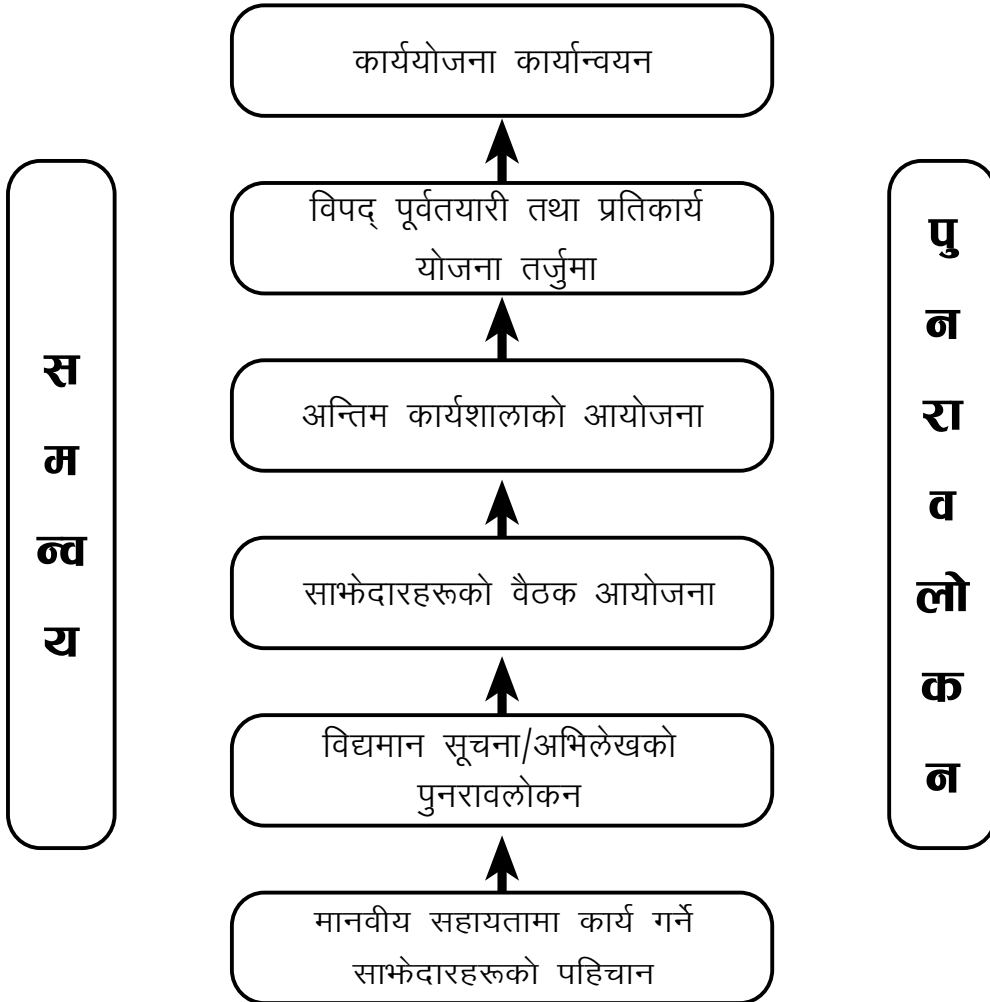 कार्ययोजना कार्यान्वयन
विपद् पूर्वतयारी तथा प्रतिकार्य
योजना तर्जुमा
अन्तिम कार्यशालाको आयोजना
साझेदारहरूको वैठक आयोजना
विद्यमान सूचना/अभिलेखको
पुनरावलोकन
मानवीय सहायतामा कार्य गर्ने
साझेदारहरूको पहिचान
स
म
न्व
य
पु
न
रा
व
लो
क
न